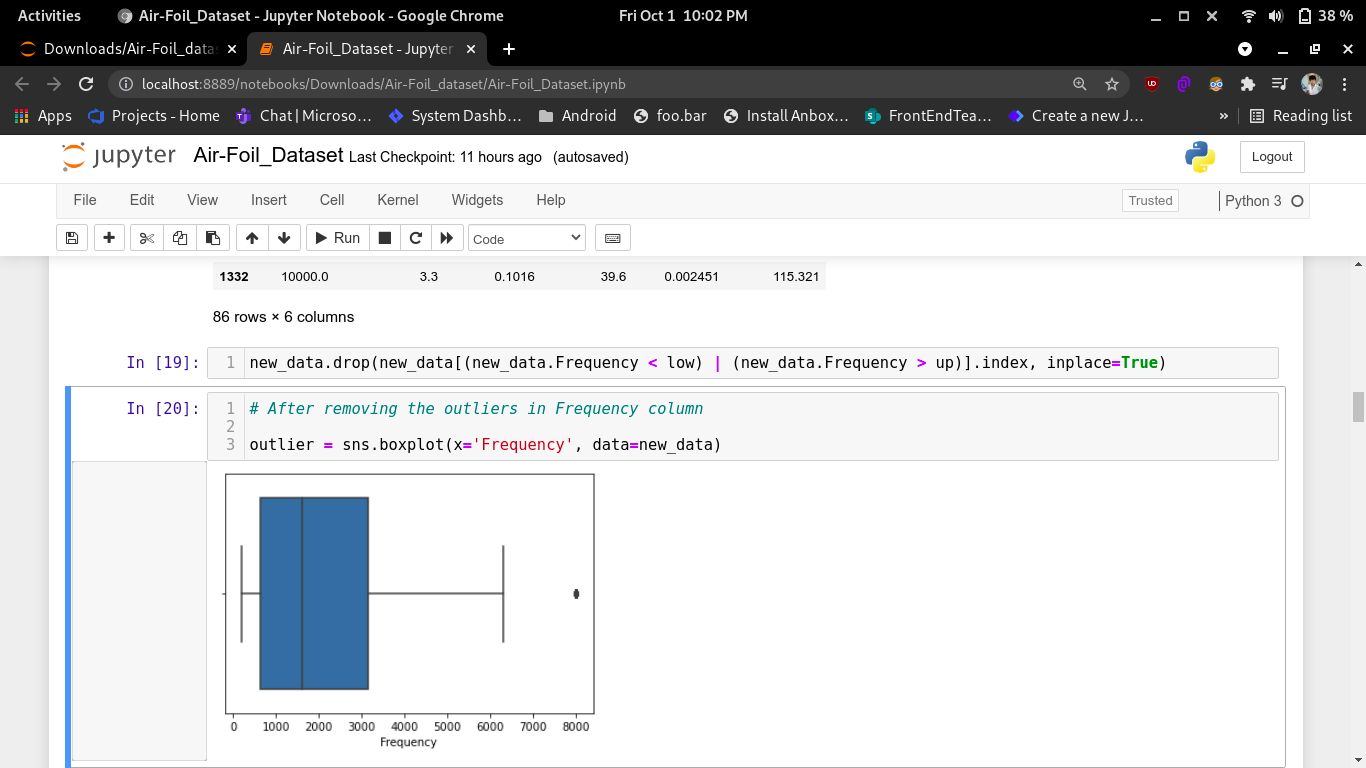 Activities Air-Foil_Dataset - Jupyter Notebook - Google Chrome Fri Oct 1 10:02 PM 38 %
Downloads/Air-Foil_data Air-Foil_Dataset - Jupyter
localhost:8889/notebooks/Downloads/Air-Foil_dataset/Air-Foil_Dataset.ipynb
Apps Projects - Home Chat | Microso... System Dashb... Android foo.bar Install Anbox... FrontEndTea... Create a new J... » Reading list
jupyter Air-Foil_Dataset Last Checkpoint: 11 hours ago (autosaved) Logout
File Edit View Insert Cell Kernel Widgets Help Trusted Python 3
Run Code
1332 10000.0 3.3 0.1016 39.6 0.002451 115.321
86 rows × 6 columns
In [19]: 1 new_data.drop(new_data[(new_data.Frequency < low) | (new_data.Frequency > up)].index, inplace=True)
In [20]: 1 # After removing the outliers in Frequency column
2
3 outlier = sns.boxplot(x='Frequency', data=new_data)
0 1000 2000 3000 4000 5000 6000 7000 8000
Frequency